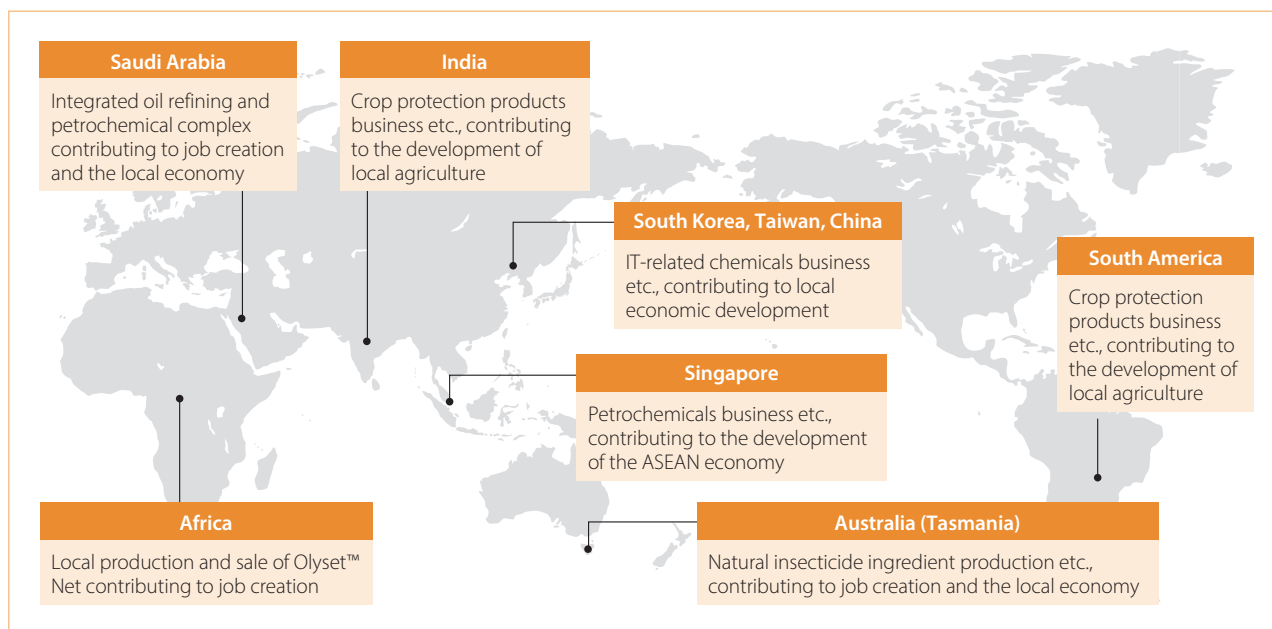 Saudi Arabia
Integrated oil refining and
petrochemical complex
contributing to job creation
and the local economy
India
Crop protection products
business etc., contributing
to the development of
local agriculture
South Korea, Taiwan, China
IT-related chemicals business
etc., contributing to local
economic development
South America
Crop protection
products business
etc., contributing to
the development of
local agriculture
Singapore
Petrochemicals business etc.,
contributing to the development
of the ASEAN economy
Africa
Local production and sale of Olyset™
Net contributing to job creation
Australia (Tasmania)
Natural insecticide ingredient production etc.,
contributing to job creation and the local economy